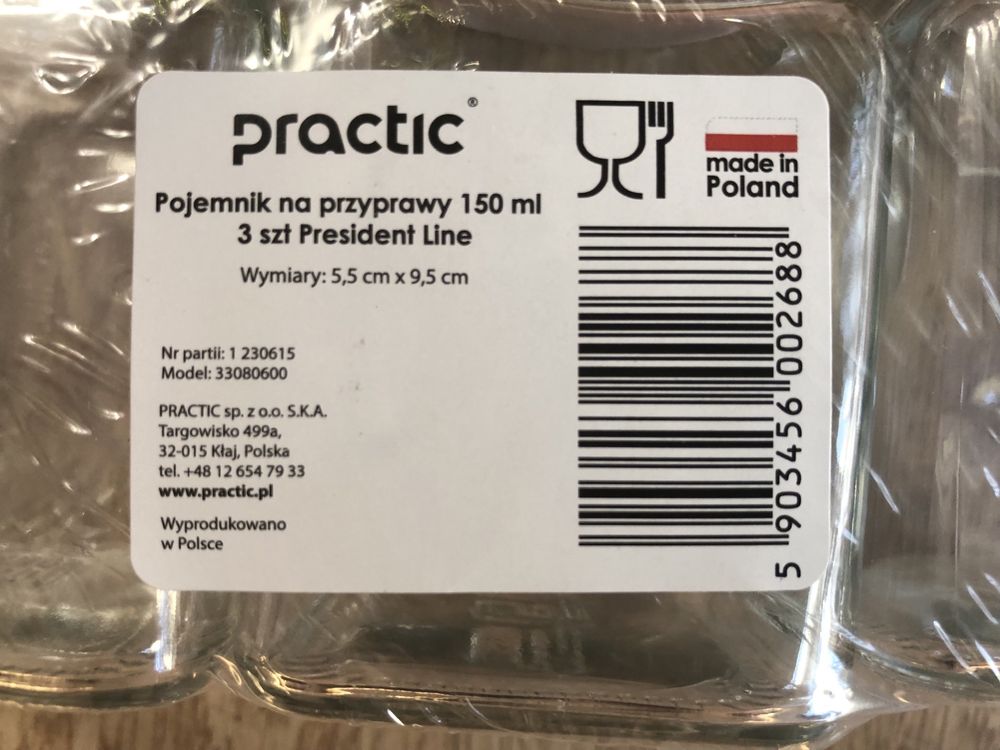 practic®
Pojemnik na przyprawy 150 ml
3 szt President Line
Wymiary: 5,5 cm x 9,5 cm
made in
Poland
Nr partii: 1 230615
Model: 33080600
PRACTIC sp. z o.o. S.K.A.
Targowisko 499a,
32-015 Kłaj, Polska
tel. +48 12 654 79 33
www.practic.pl
Wyprodukowano
w Polsce
5 903456 002688